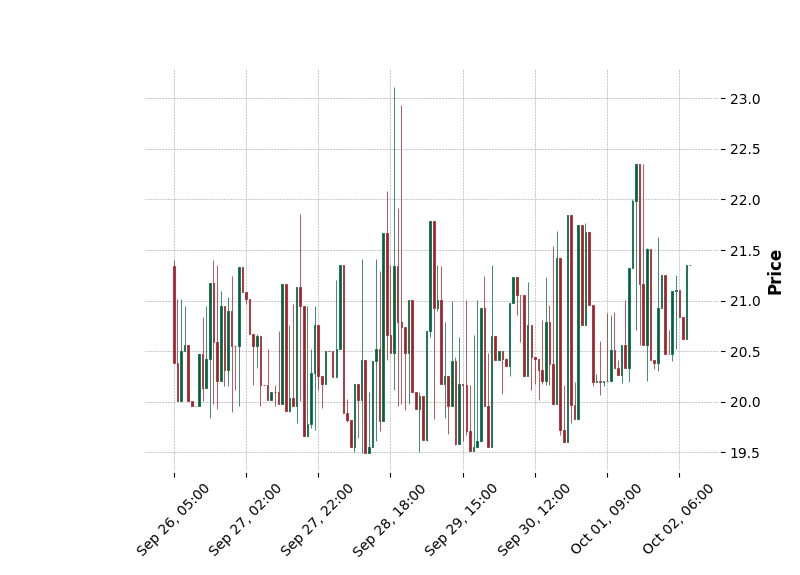 23.0
22.5
22.0
21.5
21.0
20.5
20.0
19.5
Price
Sep 26, 05:00
Sep 27, 02:00
Sep 27, 22:00
Sep 28, 18:00
Sep 29, 15:00
Sep 30, 12:00
Oct 01, 09:00
Oct 02, 06:00